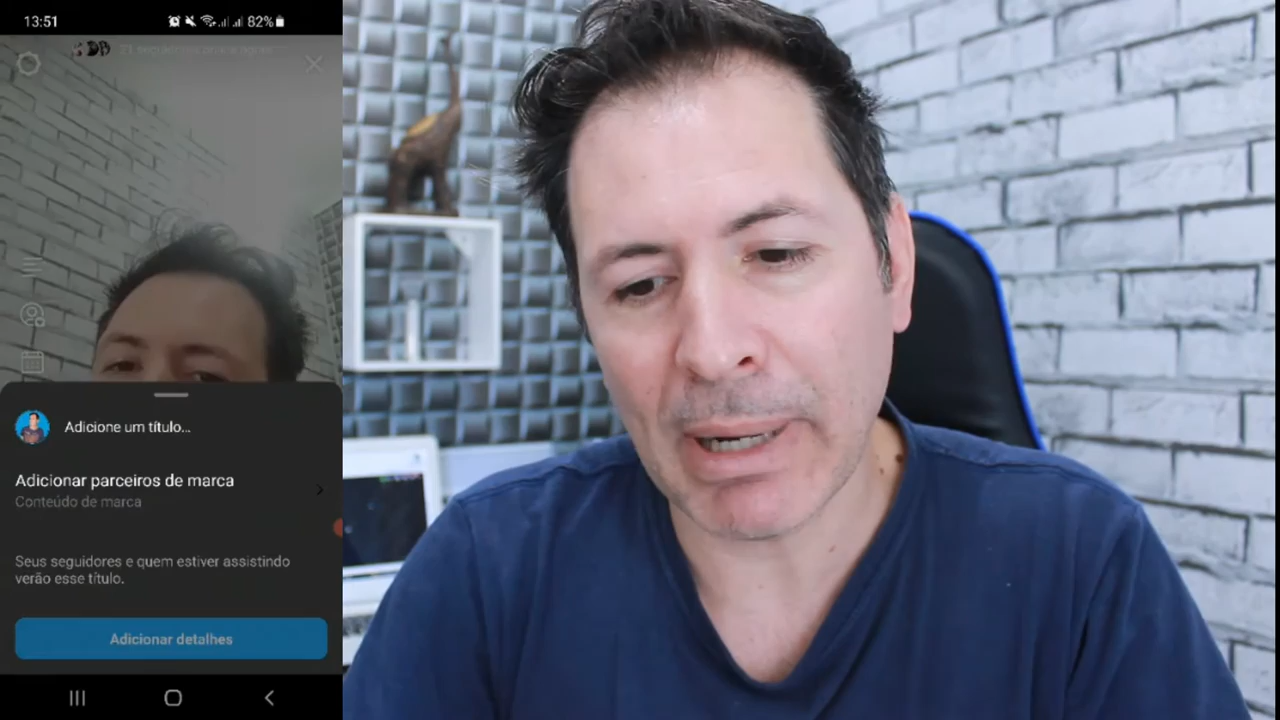 13:51
82%
Adicione um título...
Adicionar parceiros de marca
Conteúdo de marca
Seus seguidores e quem estiver assistindo
verão esse título.
Adicionar detalhes